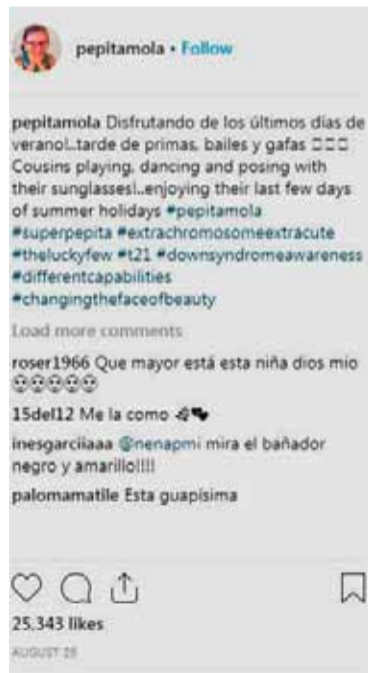 pepitamola • Follow
pepitamola Disfrutando de los últimos días de
verano!..tarde de primas, bailes y gafas
Cousins playing, dancing and posing with
their sunglasses!..enjoying their last few days
of summer holidays #pepitamola
#superpepita #extrachromosomeextracute
#theluckyfew #t21 #downsyndromeawareness
#differentcapabilities
#changingthefaceofbeauty
Load more comments
roser1966 Que mayor está esta niña dios mio
15del12 Me la como
inesgarciiaaa @nenapmi mira el bañador
negro y amarillo!!!!
palomamatile Esta guapísima
25,343 likes
AUGUST 28